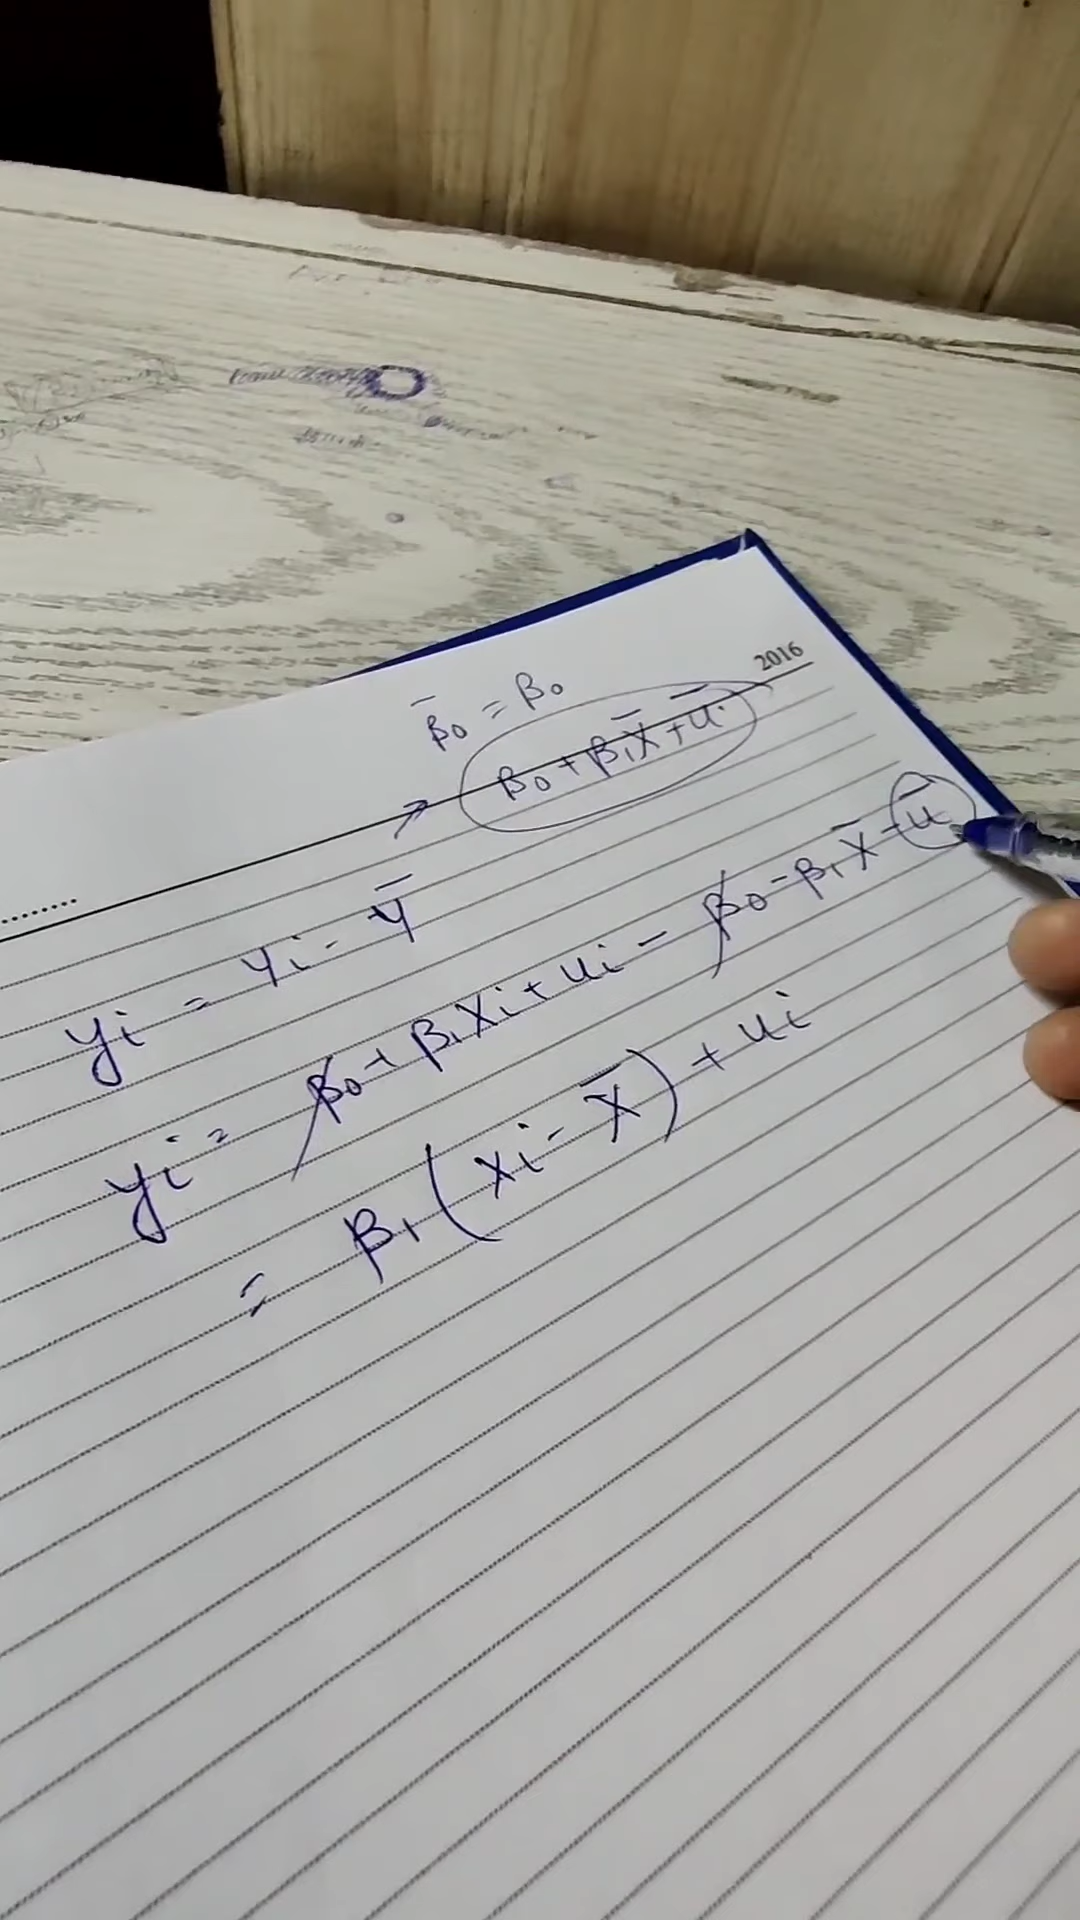 2016
β̄0 = β0
β0 + β1X̄ + ū.
yi = Yi - Ȳ
yi = β0 + β1Xi + ui - β0 - β1X̄ - ū
= β1(Xi - X̄) + ui